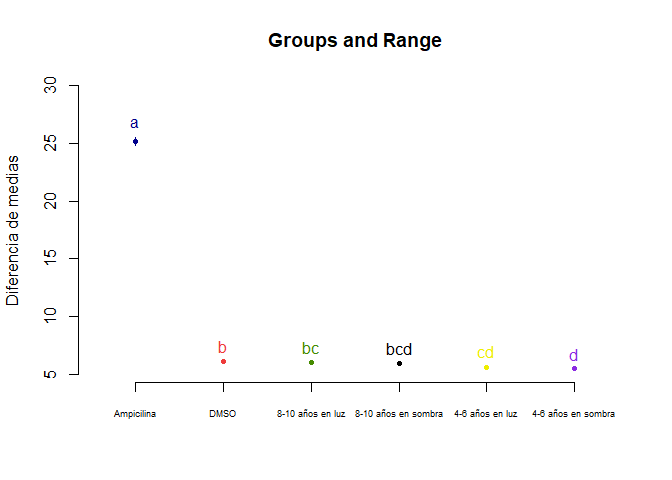 Groups and Range
Diferencia de medias
30
25
20
15
10
5
a
b
bc
bcd
cd
d
Ampicilina
DMSO
8-10 años en luz
8-10 años en sombra
4-6 años en luz
4-6 años en sombra